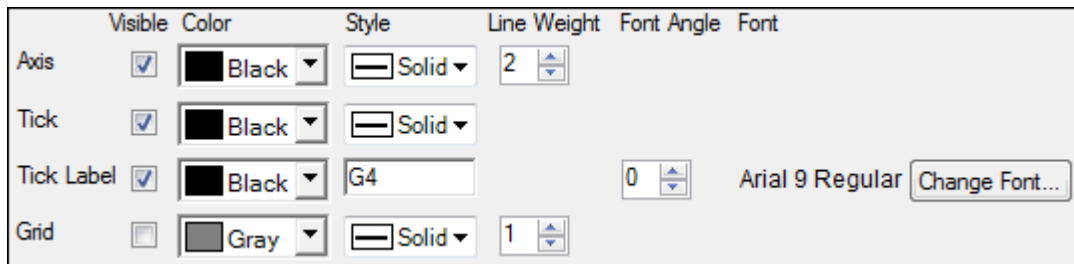 Visible Color Style Line Weight Font Angle Font
Axis Black Solid 2
Tick Black Solid
Tick Label Black G4 0 Arial 9 Regular Change Font...
Grid Gray Solid 1